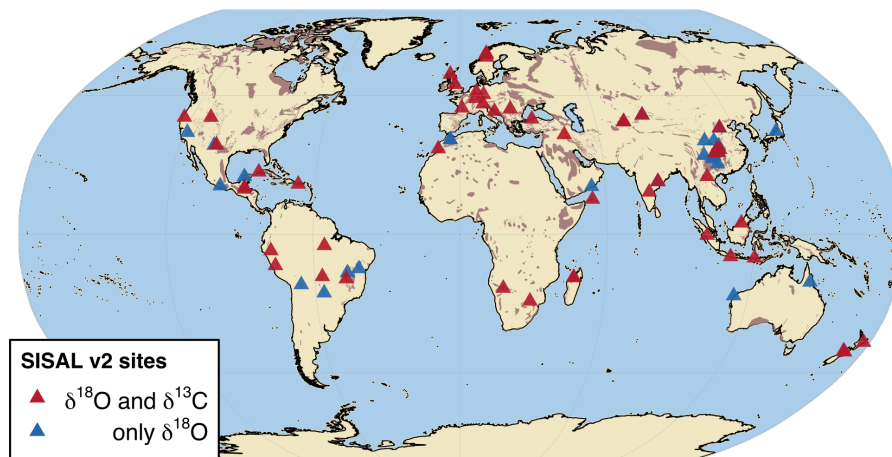 SISAL v2 sites
δ¹⁸O and δ¹³C
only δ¹⁸O